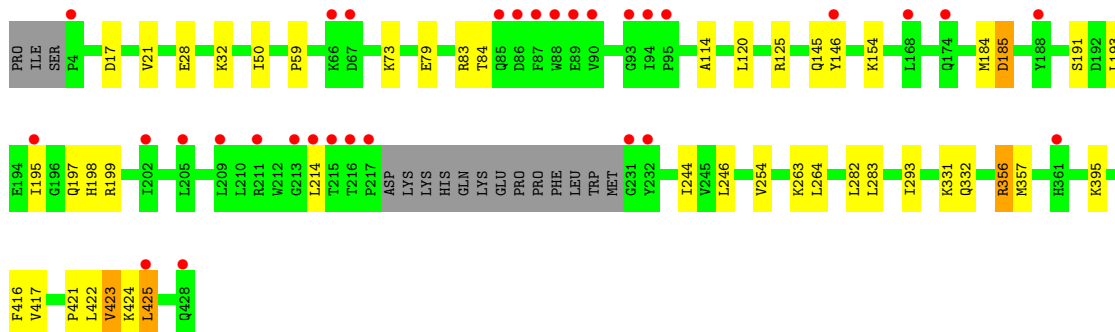 PRO ILE SER P4 D17 V21 E28 K32 I50 P59 K66 D67 K73 E79 R83 T84 Q85 D86 F87 W88 E89 V90 G93 I94 P95 A114 L120 R125 Q145 Y146 K154 L168 Q174 M184 D185 Y188 S191 D192 L193
E194 I195 G196 Q197 H198 R199 I202 L205 L209 L210 R211 W212 G213 L214 T215 T216 P217 ASP LYS LYS HIS GLN LYS GLU PRO PRO PHE LEU TRP MET G231 Y232 I244 V245 L246 V254 K263 L264 L282 L283 I293 K331 Q332 R356 M357 H361 K395
F416 V417 P421 L422 V423 K424 L425 Q428